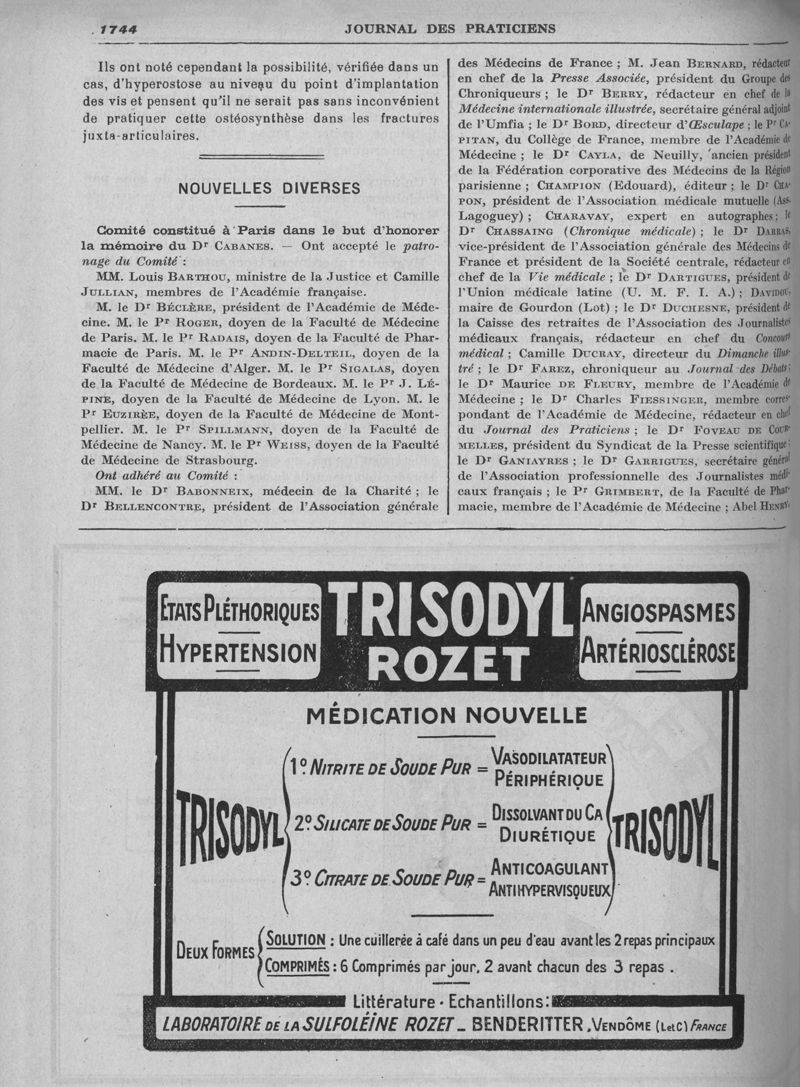 1744 JOURNAL DES PRATICIENS
Ils ont noté cependant la possibilité, vérifiée dans un
cas, d'hyperostose au niveau du point d'implantation
des vis et pensent qu'il ne serait pas sans inconvénient
de pratiquer cette ostéosynthèse dans les fractures
juxta-articulaires.
NOUVELLES DIVERSES
Comité constitué à Paris dans le but d'honorer
la mémoire du Dr CABANES. — Ont accepté le patro-
nage du Comité :
MM. Louis BARTHOU, ministre de la Justice et Camille
JULLIAN, membres de l'Académie française.
M. le Dr BÉCLÈRE, président de l'Académie de Méde-
cine. M. le Pr ROGER, doyen de la Faculté de Médecine
de Paris. M. le Pr RADAIS, doyen de la Faculté de Phar-
macie de Paris. M. le Pr ANDIN-DELTEIL, doyen de la
Faculté de Médecine d'Alger. M. le Pr SIGALAS, doyen
de la Faculté de Médecine de Bordeaux. M. le Pr J. LÉ-
PINE, doyen de la Faculté de Médecine de Lyon. M. le
Pr EUZIRÈE, doyen de la Faculté de Médecine de Mont-
pellier. M. le Pr SPILLMANN, doyen de la Faculté de
Médecine de Nancy. M. le Pr WEISS, doyen de la Faculté
de Médecine de Strasbourg.
Ont adhéré au Comité :
MM. le Dr BABONNEIX, médecin de la Charité ; le
Dr BELLENCONTRE, président de l'Association générale
des Médecins de France ; M. Jean BERNARD, rédacteur
en chef de la Presse Associée, président du Groupe des
Chroniqueurs ; le Dr BERRY, rédacteur en chef de la
Médecine internationale illustrée, secrétaire général adjoint
de l'Umfia ; le Dr BORD, directeur d'Œsculape ; le Pr CA-
PITAN, du Collège de France, membre de l'Académie de
Médecine ; le Dr CAYLA, de Neuilly, ancien président
de la Fédération corporative des Médecins de la Région
parisienne ; CHAMPION (Edouard), éditeur ; le Dr CHA-
PON, président de l'Association médicale mutuelle (Ass.
Lagoguey) ; CHARAVAY, expert en autographes ; le
Dr CHASSAING (Chronique médicale) ; le Dr DARRAS,
vice-président de l'Association générale des Médecins de
France et président de la Société centrale, rédacteur en
chef de la Vie médicale ; le Dr DARTIGUES, président de
l'Union médicale latine (U. M. F. I. A.) ; DAVIDOU,
maire de Gourdon (Lot) ; le Dr DUCHESNE, président de
la Caisse des retraites de l'Association des Journalistes
médicaux français, rédacteur en chef du Concours
médical ; Camille DUCRAY, directeur du Dimanche illus-
tré ; le Dr FAREZ, chroniqueur au Journal des Débats ;
le Dr Maurice DE FLEURY, membre de l'Académie de
Médecine ; le Dr Charles FIESSINGER, membre corres-
pondant de l'Académie de Médecine, rédacteur en chef
du Journal des Praticiens ; le Dr FOVEAU DE COUR-
MELLES, président du Syndicat de la Presse scientifique ;
le Dr GANIAYRES ; le Dr GARRIGUES, secrétaire général
de l'Association professionnelle des Journalistes médi-
caux français ; le Pr GRIMBERT, de la Faculté de Phar-
macie, membre de l'Académie de Médecine ; Abel HENRY,
ETATS PLÉTHORIQUES
HYPERTENSION
TRISODYL
ROZET
ANGIOSPASMES
ARTÉRIOSCLÉROSE
MÉDICATION NOUVELLE
TRISODYL
1º. NITRITE DE SOUDE PUR = VASODILATATEUR
PÉRIPHÉRIQUE
2º. SILICATE DE SOUDE PUR = DISSOLVANT DU CA
DIURÉTIQUE
3º. CITRATE DE SOUDE PUR = ANTICOAGULANT
ANTIHYPERVISQUEUX
TRISODYL
DEUX FORMES
SOLUTION : Une cuillerée à café dans un peu d'eau avant les 2 repas principaux
COMPRIMÉS : 6 Comprimés par jour, 2 avant chacun des 3 repas .
Littérature - Echantillons :
LABORATOIRE DE LA SULFOLÉINE ROZET _ BENDERITTER , VENDÔME (L et C) FRANCE